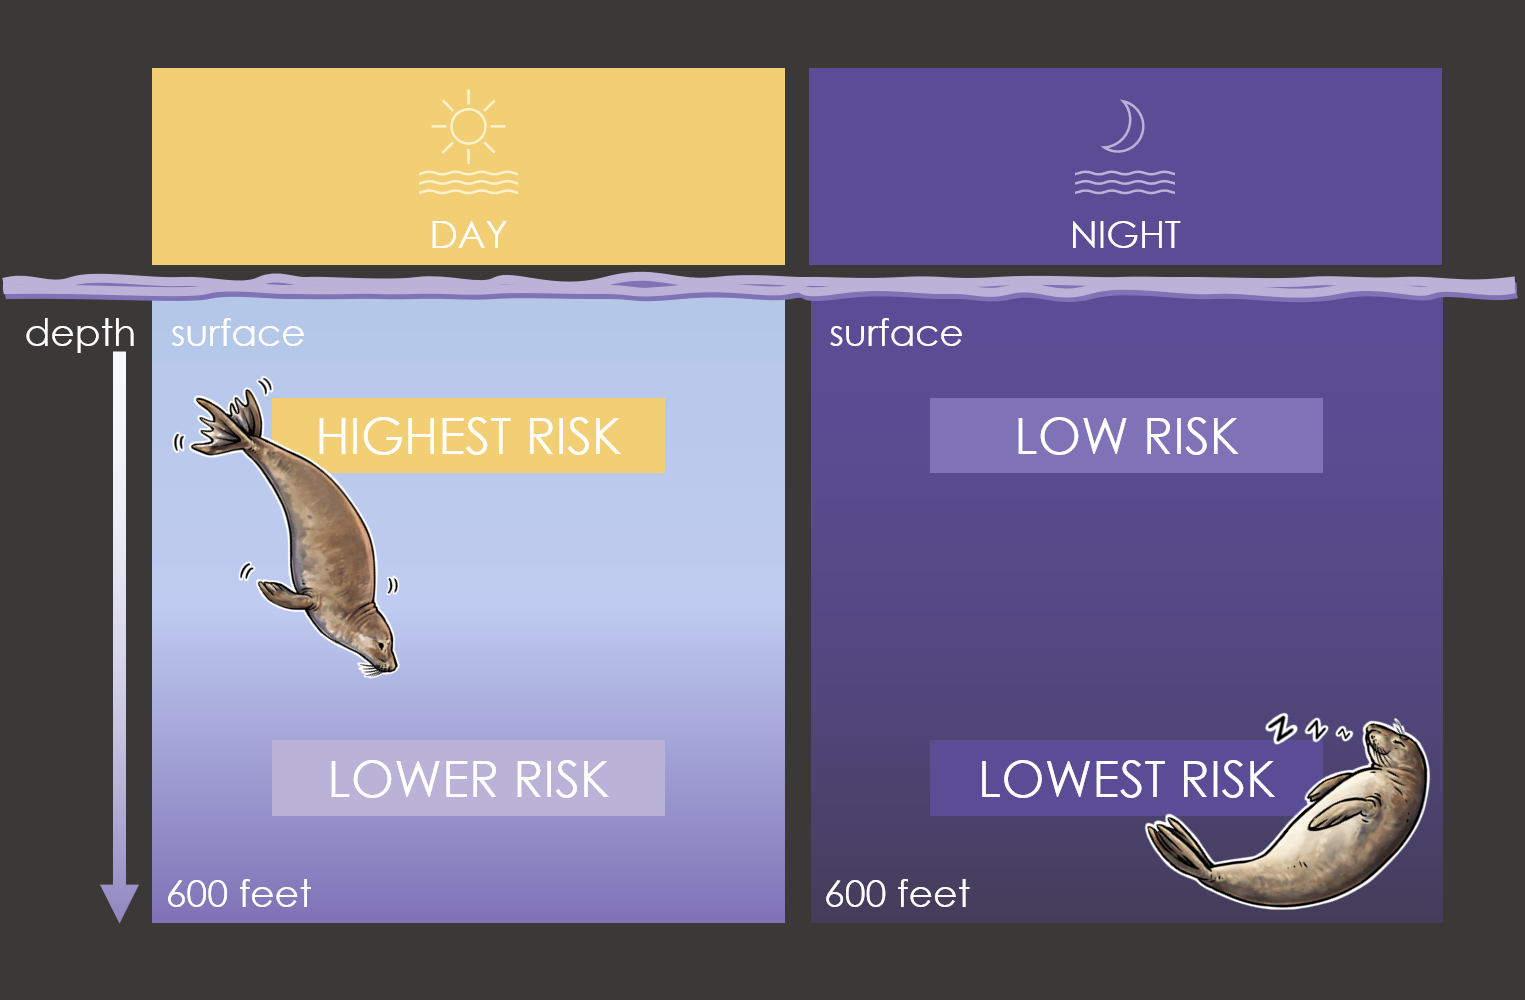 DAY
NIGHT
depth
surface
surface
HIGHEST RISK
LOW RISK
z z z
LOWER RISK
LOWEST RISK
600 feet
600 feet